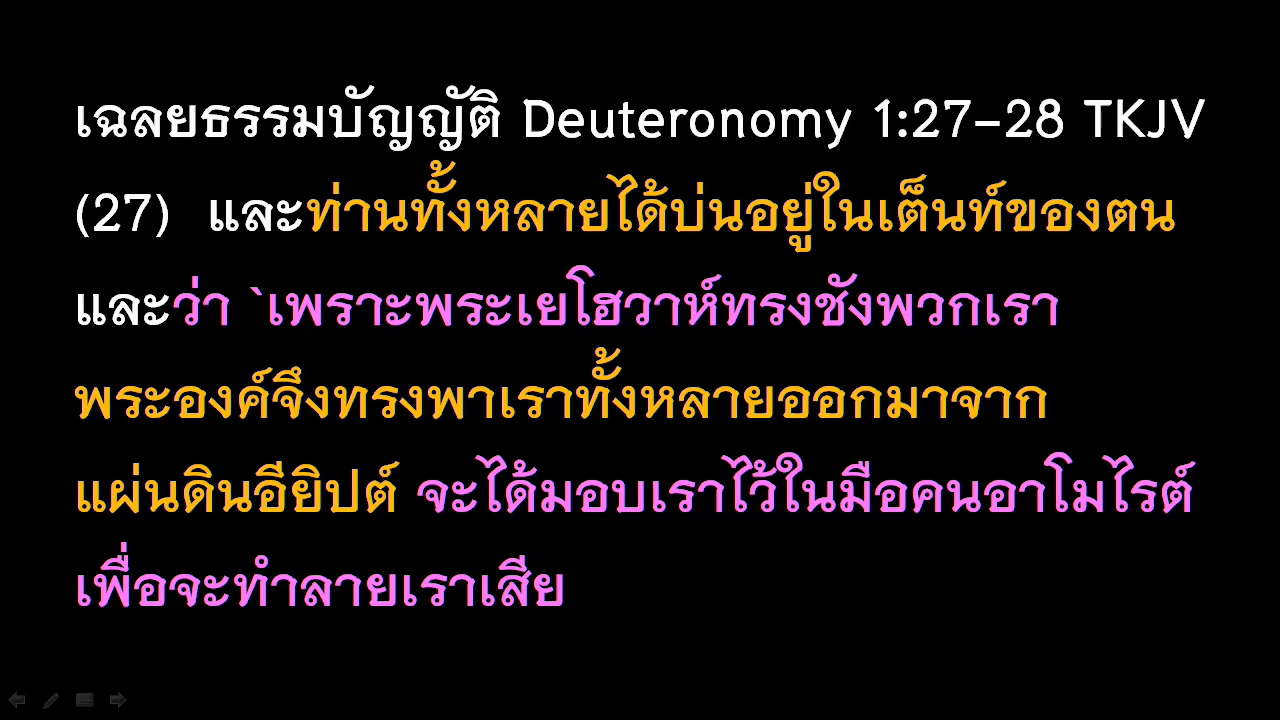 เฉลยธรรมบัญญัติ Deuteronomy 1:27-28 TKJV
(27) และท่านทั้งหลายได้บ่นอยู่ในเต็นท์ของตน
และว่า `เพราะพระเยโฮวาห์ทรงชังพวกเรา
พระองค์จึงทรงพาเราทั้งหลายออกมาจาก
แผ่นดินอียิปต์ จะได้มอบเราไว้ในมือคนอาโมไรต์
เพื่อจะทำลายเราเสีย